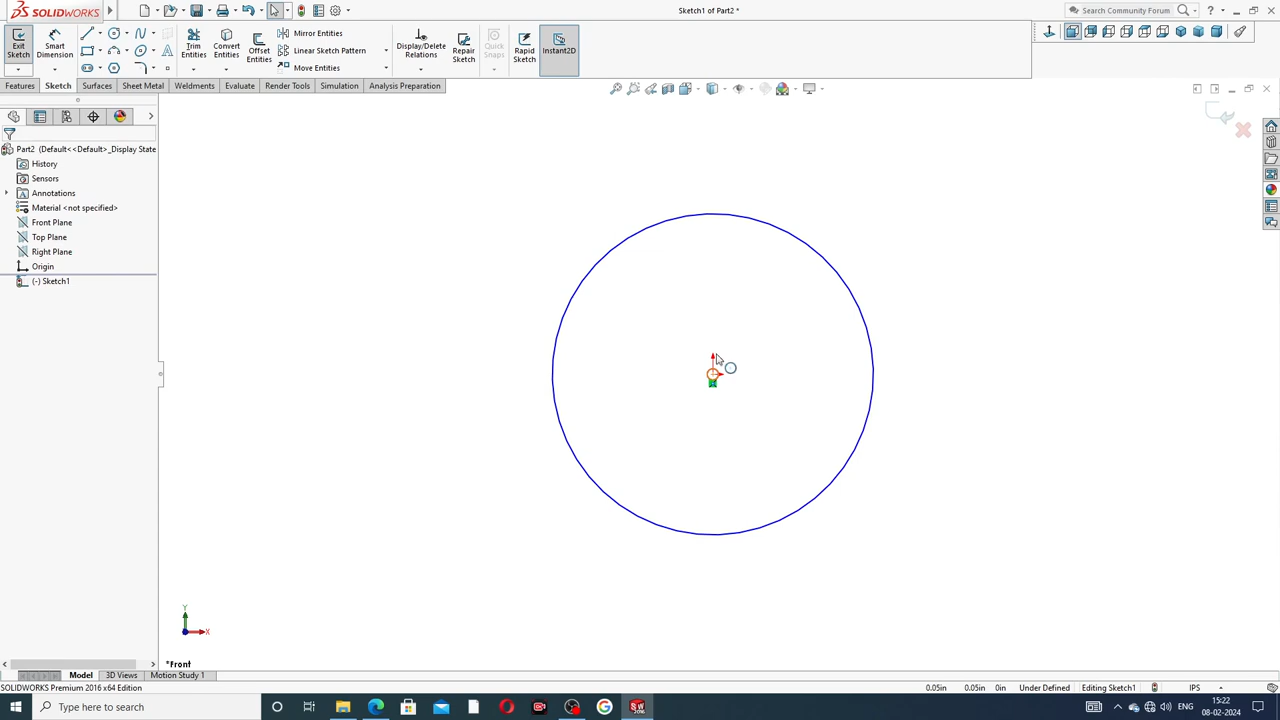 SOLIDWORKS
Sketch1 of Part2 *
Search Community Forum
Exit Sketch
Smart Dimension
Trim Entities
Convert Entities
Offset Entities
Mirror Entities
Linear Sketch Pattern
Move Entities
Display/Delete Relations
Repair Sketch
Quick Snaps
Rapid Sketch
Instant2D
Features
Sketch
Surfaces
Sheet Metal
Weldments
Evaluate
Render Tools
Simulation
Analysis Preparation
Part2 (Default<<Default>_Display State
History
Sensors
Annotations
Material <not specified>
Front Plane
Top Plane
Right Plane
Origin
(-) Sketch1
Y
X
*Front
Model
3D Views
Motion Study 1
SOLIDWORKS Premium 2016 x64 Edition
0.05in
0.05in
0in
Under Defined
Editing Sketch1
IPS
Type here to search
ENG
15:22
08-02-2024